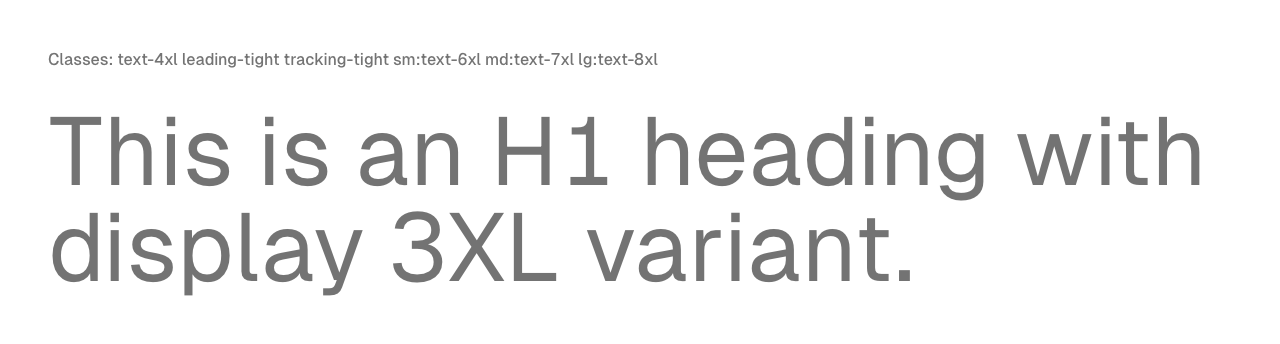 Classes: text-4xl leading-tight tracking-tight sm:text-6xl md:text-7xl lg:text-8xl
This is an H1 heading with
display 3XL variant.